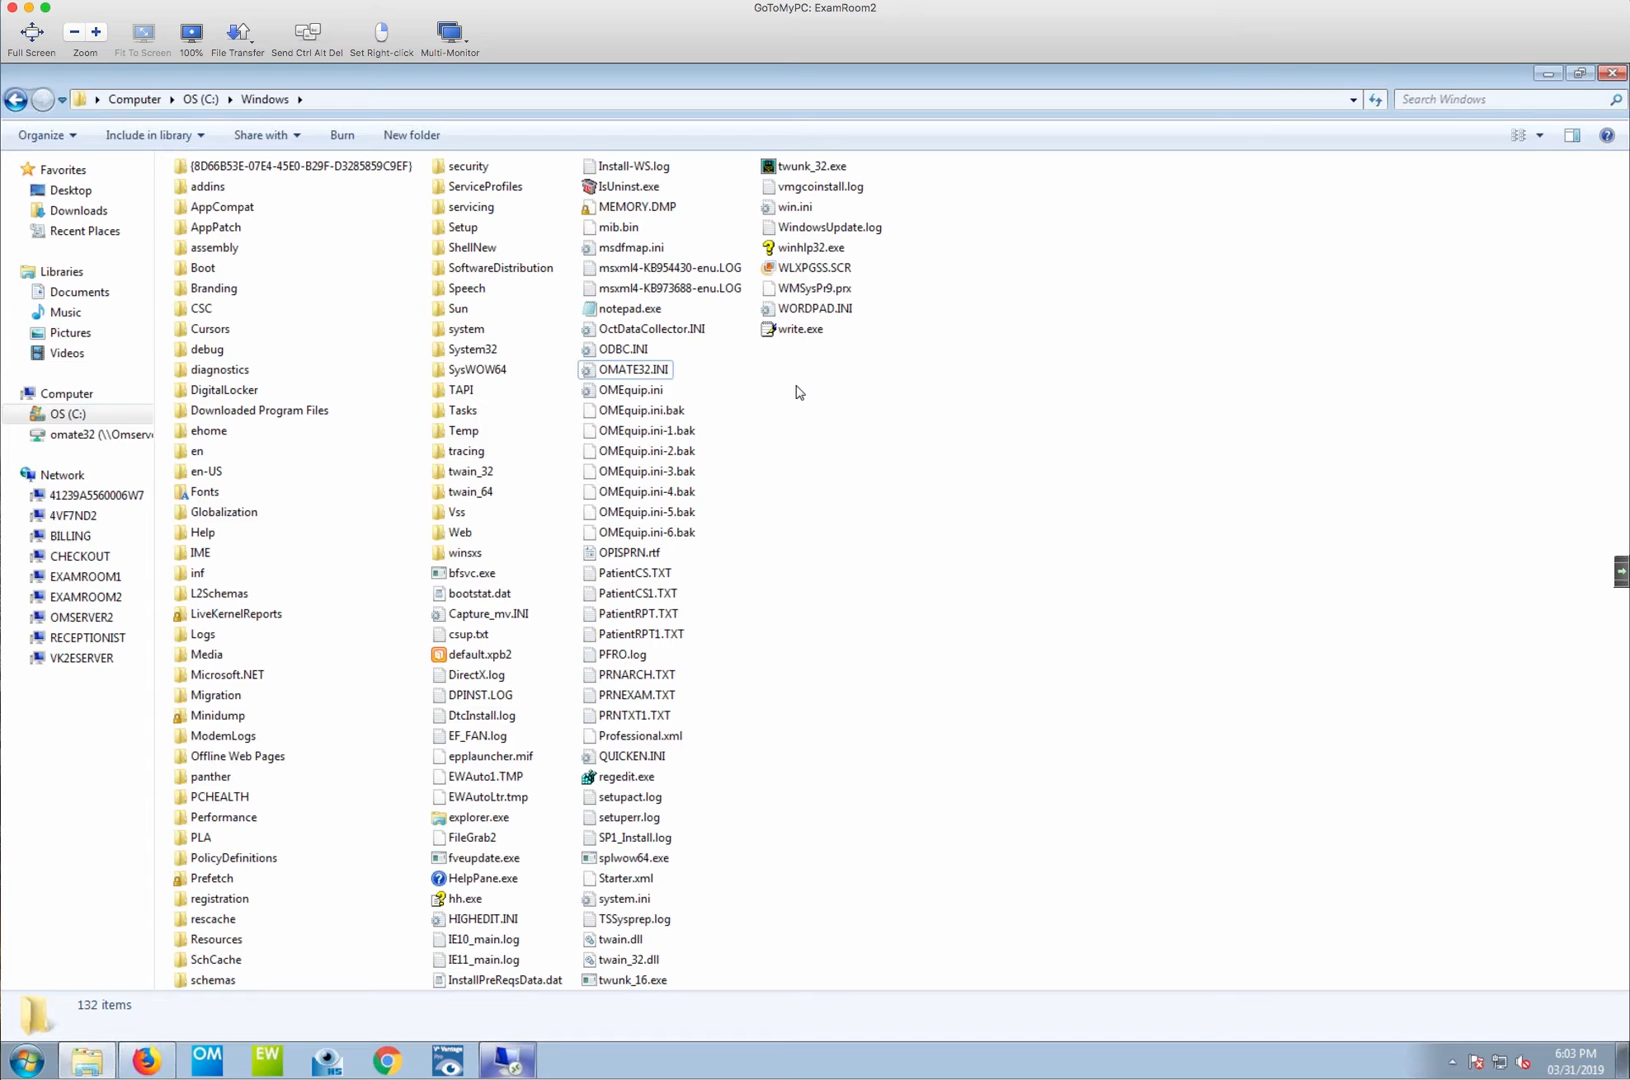 GoToMyPC: ExamRoom2
Full Screen Zoom Fit To Screen 100% File Transfer Send Ctrl Alt Del Set Right-click Multi-Monitor
Computer OS (C:) Windows
Search Windows
Organize Include in library Share with Burn New folder
Favorites
Desktop
Downloads
Recent Places
Libraries
Documents
Music
Pictures
Videos
Computer
OS (C:)
omate32 (\\Omserve
Network
41239A5560006W7
4VF7ND2
BILLING
CHECKOUT
EXAMROOM1
EXAMROOM2
OMSERVER2
RECEPTIONIST
VK2ESERVER
{8D66B53E-07E4-45E0-B29F-D3285859C9EF}
addins
AppCompat
AppPatch
assembly
Boot
Branding
CSC
Cursors
debug
diagnostics
DigitalLocker
Downloaded Program Files
ehome
en
en-US
Fonts
Globalization
Help
IME
inf
L2Schemas
LiveKernelReports
Logs
Media
Microsoft.NET
Migration
Minidump
ModemLogs
Offline Web Pages
panther
PCHEALTH
Performance
PLA
PolicyDefinitions
Prefetch
registration
rescache
Resources
SchCache
schemas
security
ServiceProfiles
servicing
Setup
ShellNew
SoftwareDistribution
Speech
Sun
system
System32
SysWOW64
TAPI
Tasks
Temp
tracing
twain_32
twain_64
Vss
Web
winsxs
bfsvc.exe
bootstat.dat
Capture_mv.INI
csup.txt
default.xpb2
DirectX.log
DPINST.LOG
DtcInstall.log
EF_FAN.log
epplauncher.mif
EWAuto1.TMP
EWAutoLtr.tmp
explorer.exe
FileGrab2
fveupdate.exe
HelpPane.exe
hh.exe
HIGHEDIT.INI
IE10_main.log
IE11_main.log
InstallPreReqsData.dat
Install-WS.log
IsUninst.exe
MEMORY.DMP
mib.bin
msdfmap.ini
msxml4-KB954430-enu.LOG
msxml4-KB973688-enu.LOG
notepad.exe
OctDataCollector.INI
ODBC.INI
OMATE32.INI
OMEquip.ini
OMEquip.ini.bak
OMEquip.ini-1.bak
OMEquip.ini-2.bak
OMEquip.ini-3.bak
OMEquip.ini-4.bak
OMEquip.ini-5.bak
OMEquip.ini-6.bak
OPISPRN.rtf
PatientCS.TXT
PatientCS1.TXT
PatientRPT.TXT
PatientRPT1.TXT
PFRO.log
PRNARCH.TXT
PRNEXAM.TXT
PRNTXT1.TXT
Professional.xml
QUICKEN.INI
regedit.exe
setupact.log
setuperr.log
SP1_Install.log
splwow64.exe
Starter.xml
system.ini
TSSysprep.log
twain.dll
twain_32.dll
twunk_16.exe
twunk_32.exe
vmgcoinstall.log
win.ini
WindowsUpdate.log
winhlp32.exe
WLXPGSS.SCR
WMSysPr9.prx
WORDPAD.INI
write.exe
132 items
OM EW
6:03 PM
03/31/2019